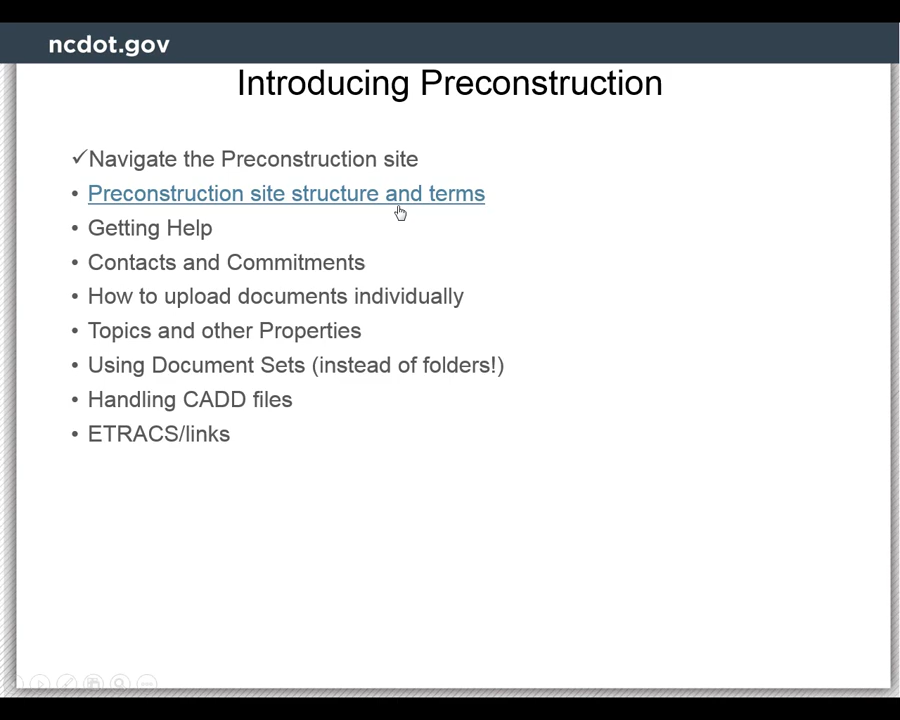 ncdot.gov
Introducing Preconstruction
✓Navigate the Preconstruction site
• Preconstruction site structure and terms
• Getting Help
• Contacts and Commitments
• How to upload documents individually
• Topics and other Properties
• Using Document Sets (instead of folders!)
• Handling CADD files
• ETRACS/links